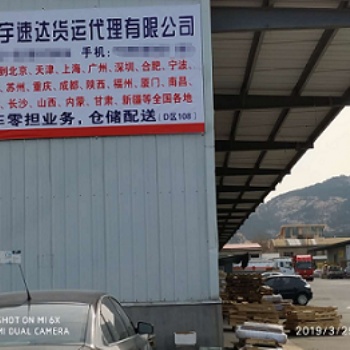 宇速达货运代理有限公司
手机:
到北京、天津、上海、广州、深圳、合肥、宁波、
、苏州、重庆、成都、陕西、福州、厦门、南昌、
、长沙、山西、内蒙、甘肃、新疆等全国各地
车零担业务,仓储配送(D区108)
SHOT ON MI 6X
MI DUAL CAMERA
2019/3/2